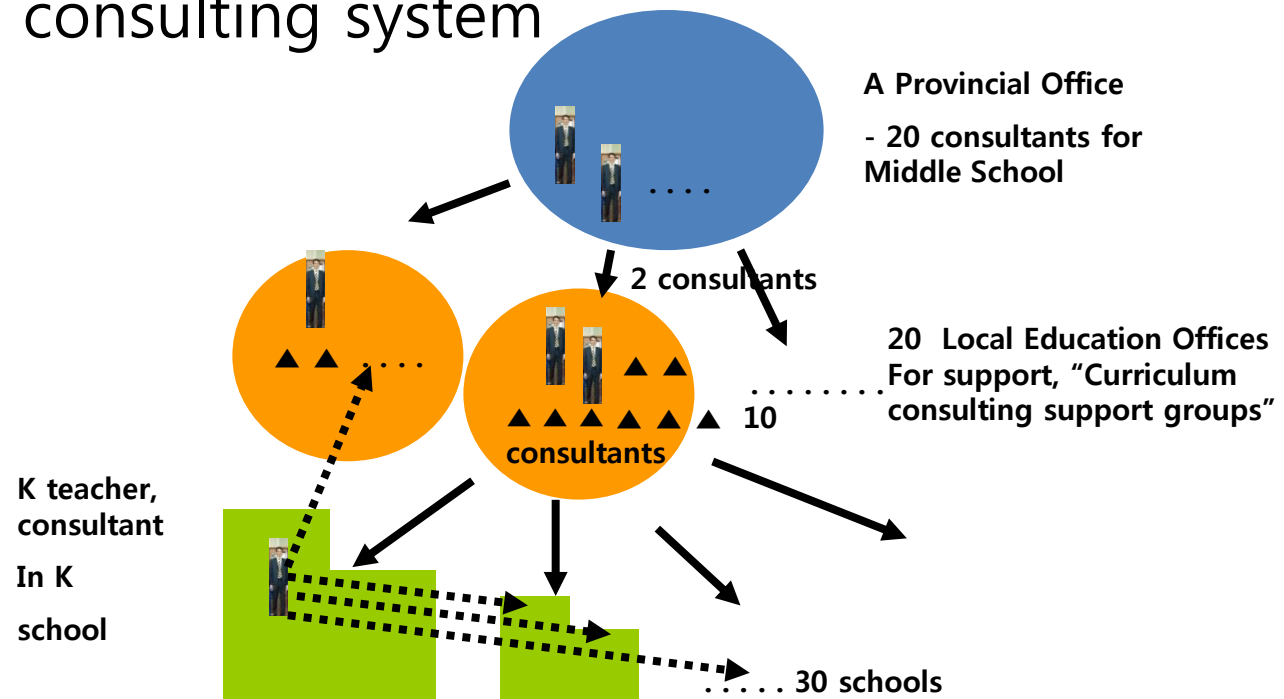 consulting system
A Provincial Office
- 20 consultants for
Middle School
. . . .
2 consultants
20 Local Education Offices
For support, “Curriculum
consulting support groups”
. . . . .
. . . . . . . .
10
consultants
K teacher,
consultant
In K
school
. . . . . 30 schools